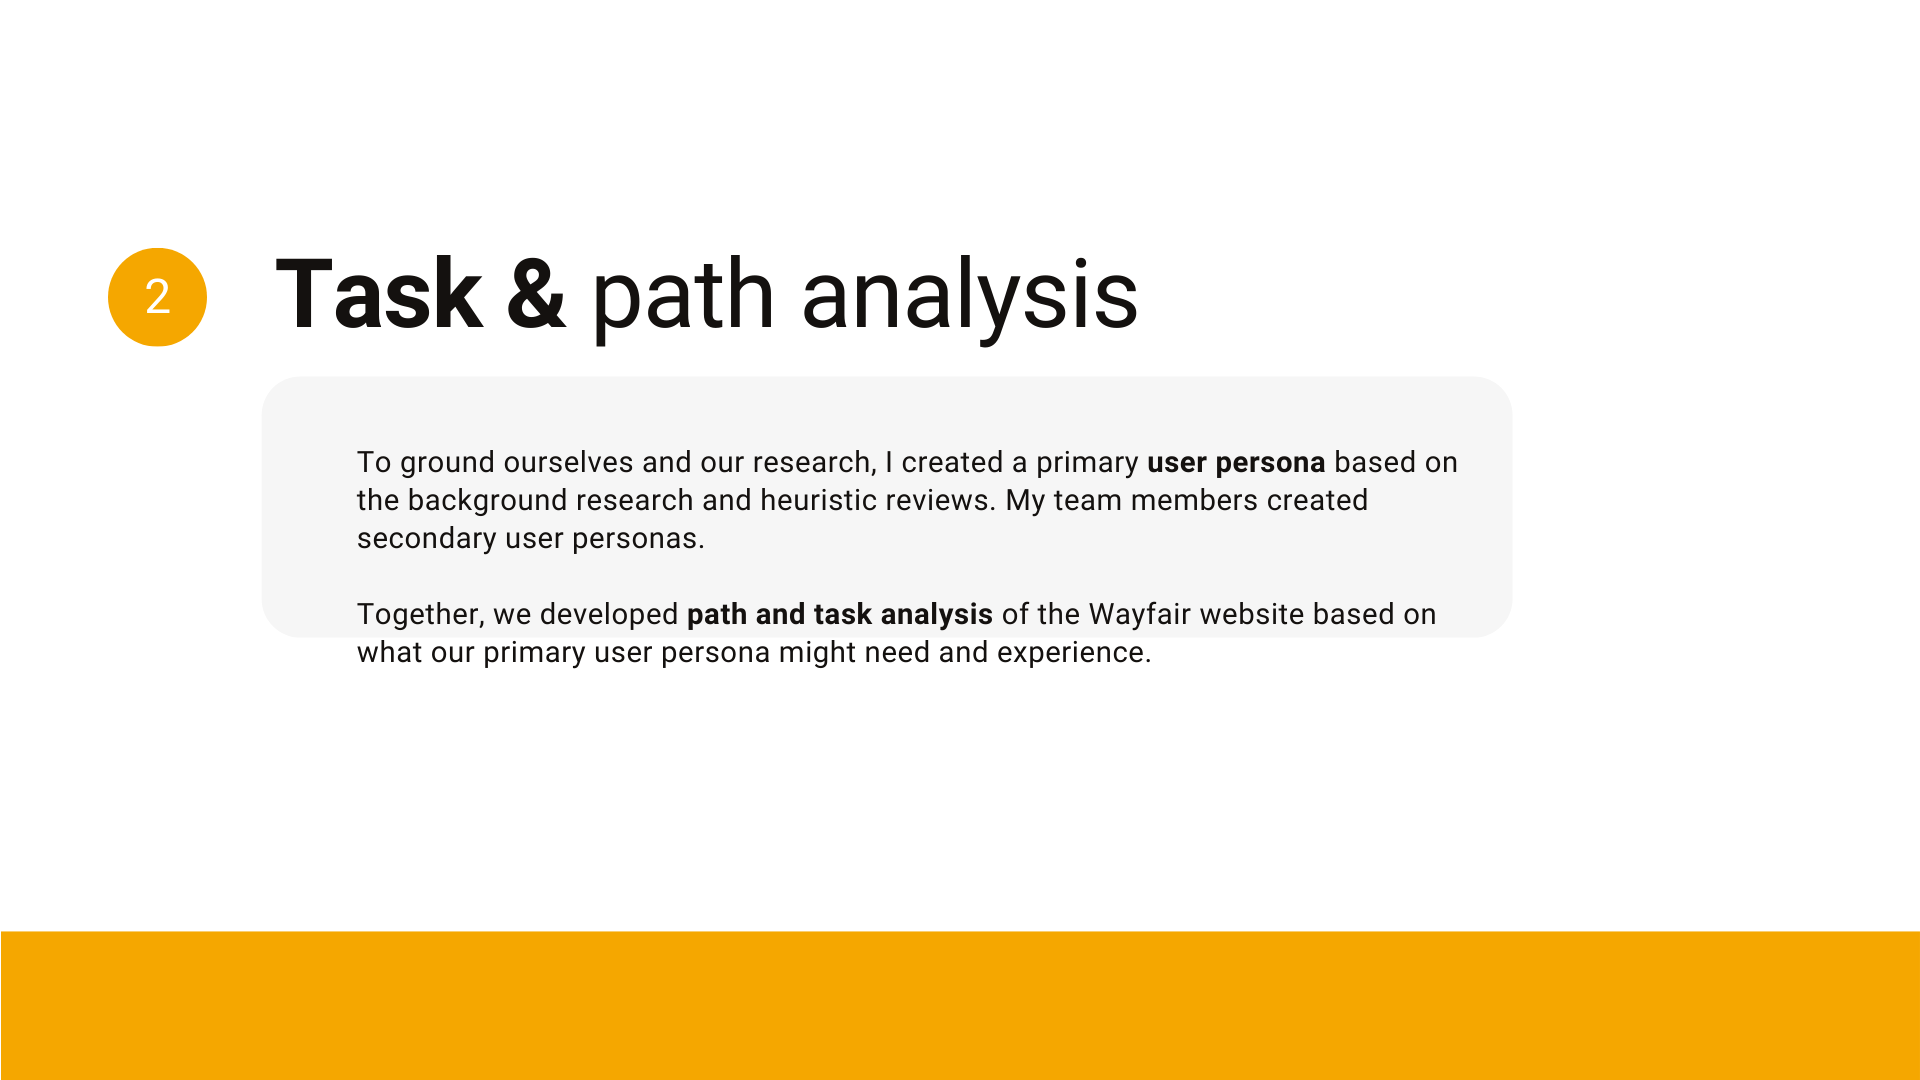 2
Task & path analysis
To ground ourselves and our research, I created a primary user persona based on
the background research and heuristic reviews. My team members created
secondary user personas.
Together, we developed path and task analysis of the Wayfair website based on
what our primary user persona might need and experience.